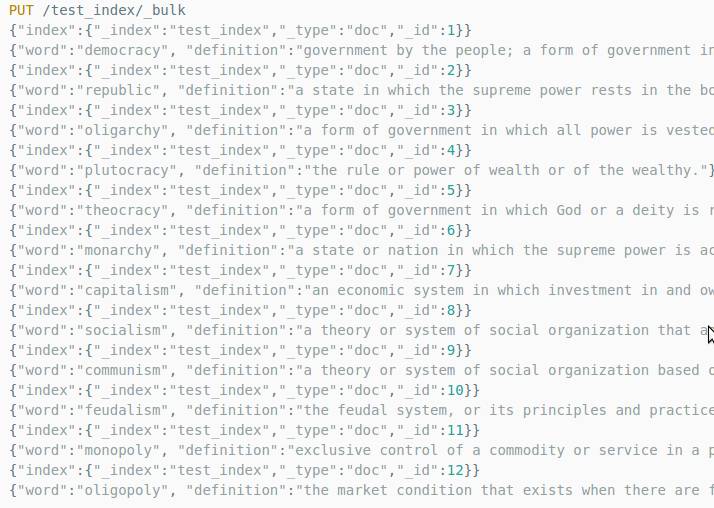 PUT /test_index/_bulk
{"index":{"_index":"test_index","_type":"doc","_id":1}}
{"word":"democracy", "definition":"government by the people; a form of government in
{"index":{"_index":"test_index","_type":"doc","_id":2}}
{"word":"republic", "definition":"a state in which the supreme power rests in the
{"index":{"_index":"test_index","_type":"doc","_id":3}}
{"word":"oligarchy", "definition":"a form of government in which all power is vested
{"index":{"_index":"test_index","_type":"doc","_id":4}}
{"word":"plutocracy", "definition":"the rule or power of wealth or of the wealthy."}
{"index":{"_index":"test_index","_type":"doc","_id":5}}
{"word":"theocracy", "definition":"a form of government in which God or a deity is
{"index":{"_index":"test_index","_type":"doc","_id":6}}
{"word":"monarchy", "definition":"a state or nation in which the supreme power is
{"index":{"_index":"test_index","_type":"doc","_id":7}}
{"word":"capitalism", "definition":"an economic system in which investment in and
{"index":{"_index":"test_index","_type":"doc","_id":8}}
{"word":"socialism", "definition":"a theory or system of social organization that
{"index":{"_index":"test_index","_type":"doc","_id":9}}
{"word":"communism", "definition":"a theory or system of social organization based
{"index":{"_index":"test_index","_type":"doc","_id":10}}
{"word":"feudalism", "definition":"the feudal system, or its principles and practice
{"index":{"_index":"test_index","_type":"doc","_id":11}}
{"word":"monopoly", "definition":"exclusive control of a commodity or service in a
{"index":{"_index":"test_index","_type":"doc","_id":12}}
{"word":"oligopoly", "definition":"the market condition that exists when there are